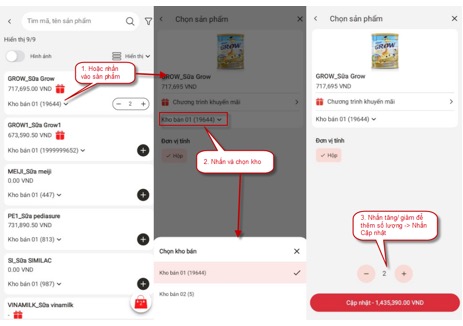 Tìm mã, tên sản phẩm
Hiển thị 9/9
Hình ảnh
Hiển thị
GROW_Sữa Grow
717,695.00 VND
Kho bán 01 (19644)
2
GROW1_Sữa Grow1
673,590.50 VND
Kho bán 01 (1999999652)
MEIJI_Sữa meiji
0.00 VND
Kho bán 01 (447)
PE1_Sữa pediasure
731,890.50 VND
Kho bán 01 (813)
SI_SữA SIMILAC
0.00 VND
Kho bán 01 (987)
VINAMILK_Sữa vinamilk
-
1. Hoặc nhấn
vào sản phẩm
Chọn sản phẩm
GROW
GROW_Sữa Grow
717,695 VND
Chương trình khuyến mãi
Kho bán 01 (19644)
Đơn vị tính
Hộp
2. Nhấn và chọn kho
Chọn kho bán
Kho bán 01 (19644)
Kho bán 02 (5)
Chọn sản phẩm
GROW
GROW_Sữa Grow
717,695 VND
Chương trình khuyến mãi
Kho bán 01 (19644)
Đơn vị tính
Hộp
3. Nhấn tăng/ giảm để
thêm số lượng -> Nhấn
Cập nhât
2
Cập nhật - 1,435,390.00 VND